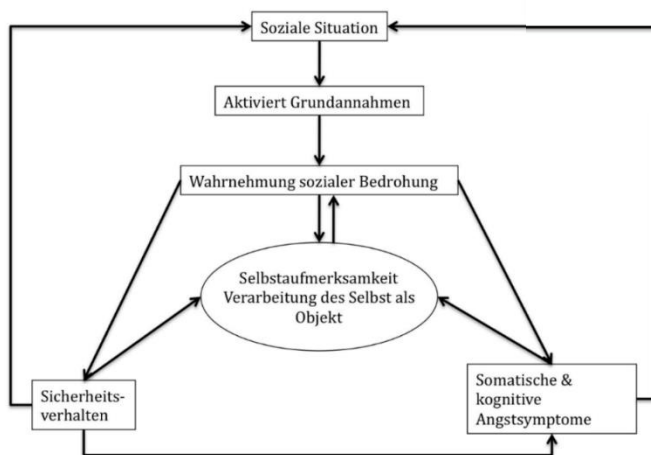 Soziale Situation
Aktiviert Grundannahmen
Wahrnehmung sozialer Bedrohung
Selbstaufmerksamkeit
Verarbeitung des Selbst als
Objekt
Sicherheits-
verhalten
Somatische &
kognitive
Angstsymptome